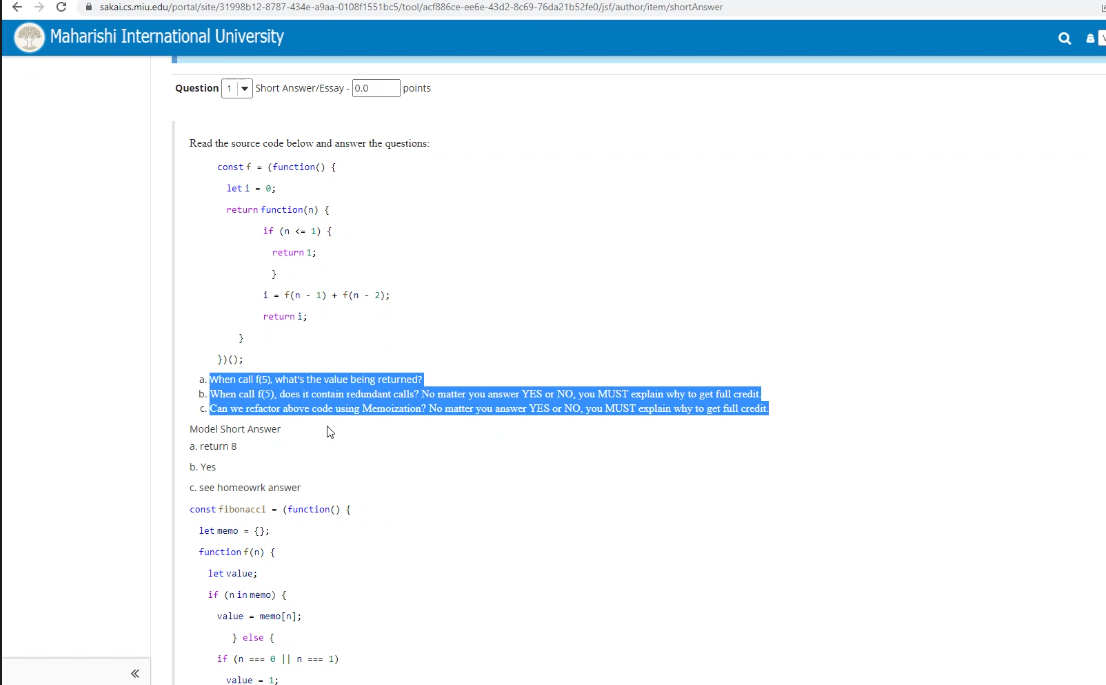 sakai.cs.miu.edu/portal/site/31998b12-8787-434e-a9aa-0108f1551bc5/tool/acf886ce-ee6e-43d2-8c69-76da21b52fe0/jsf/author/item/shortAnswer
Maharishi International University
Question 1 Short Answer/Essay - 0.0 points
Read the source code below and answer the questions:
const f = (function() {
let i = 0;
return function(n) {
if (n <= 1) {
return 1;
}
i = f(n - 1) + f(n - 2);
return i;
}
})();
a. When call f(5), what's the value being returned?
b. When call f(5), does it contain redundant calls? No matter you answer YES or NO, you MUST explain why to get full credit
c. Can we refactor above code using Memoization? No matter you answer YES or NO, you MUST explain why to get full credit.
Model Short Answer
a. return 8
b. Yes
c. see homeowrk answer
const fibonacci = (function() {
let memo = {};
function f(n) {
let value;
if (n in memo) {
value = memo[n];
} else {
if (n === 0 || n === 1)
value = 1;